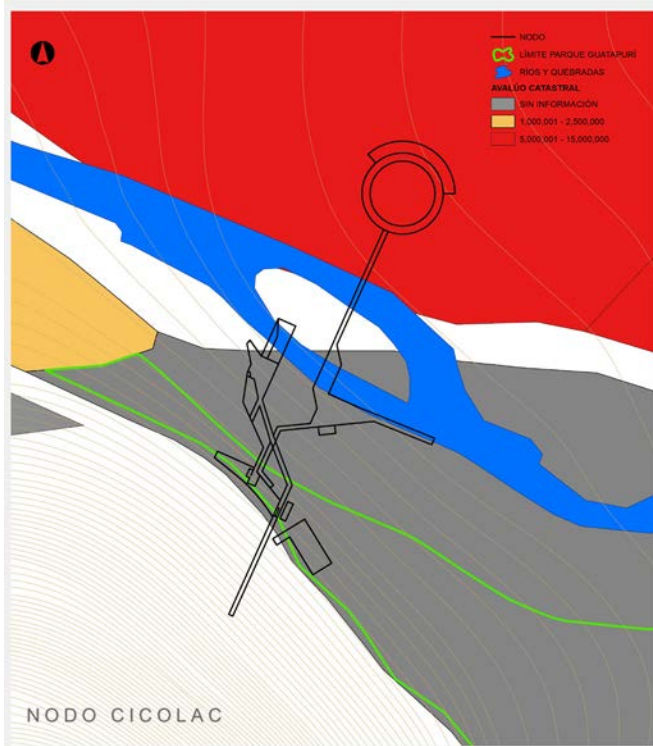 NODO
LÍMITE PARQUE GUATAPURÍ
RÍOS Y QUEBRADAS
AVALÚO CATASTRAL
SIN INFORMACIÓN
1,000,001 - 2,500,000
5,000,001 - 15,000,000
NODO CICOLAC